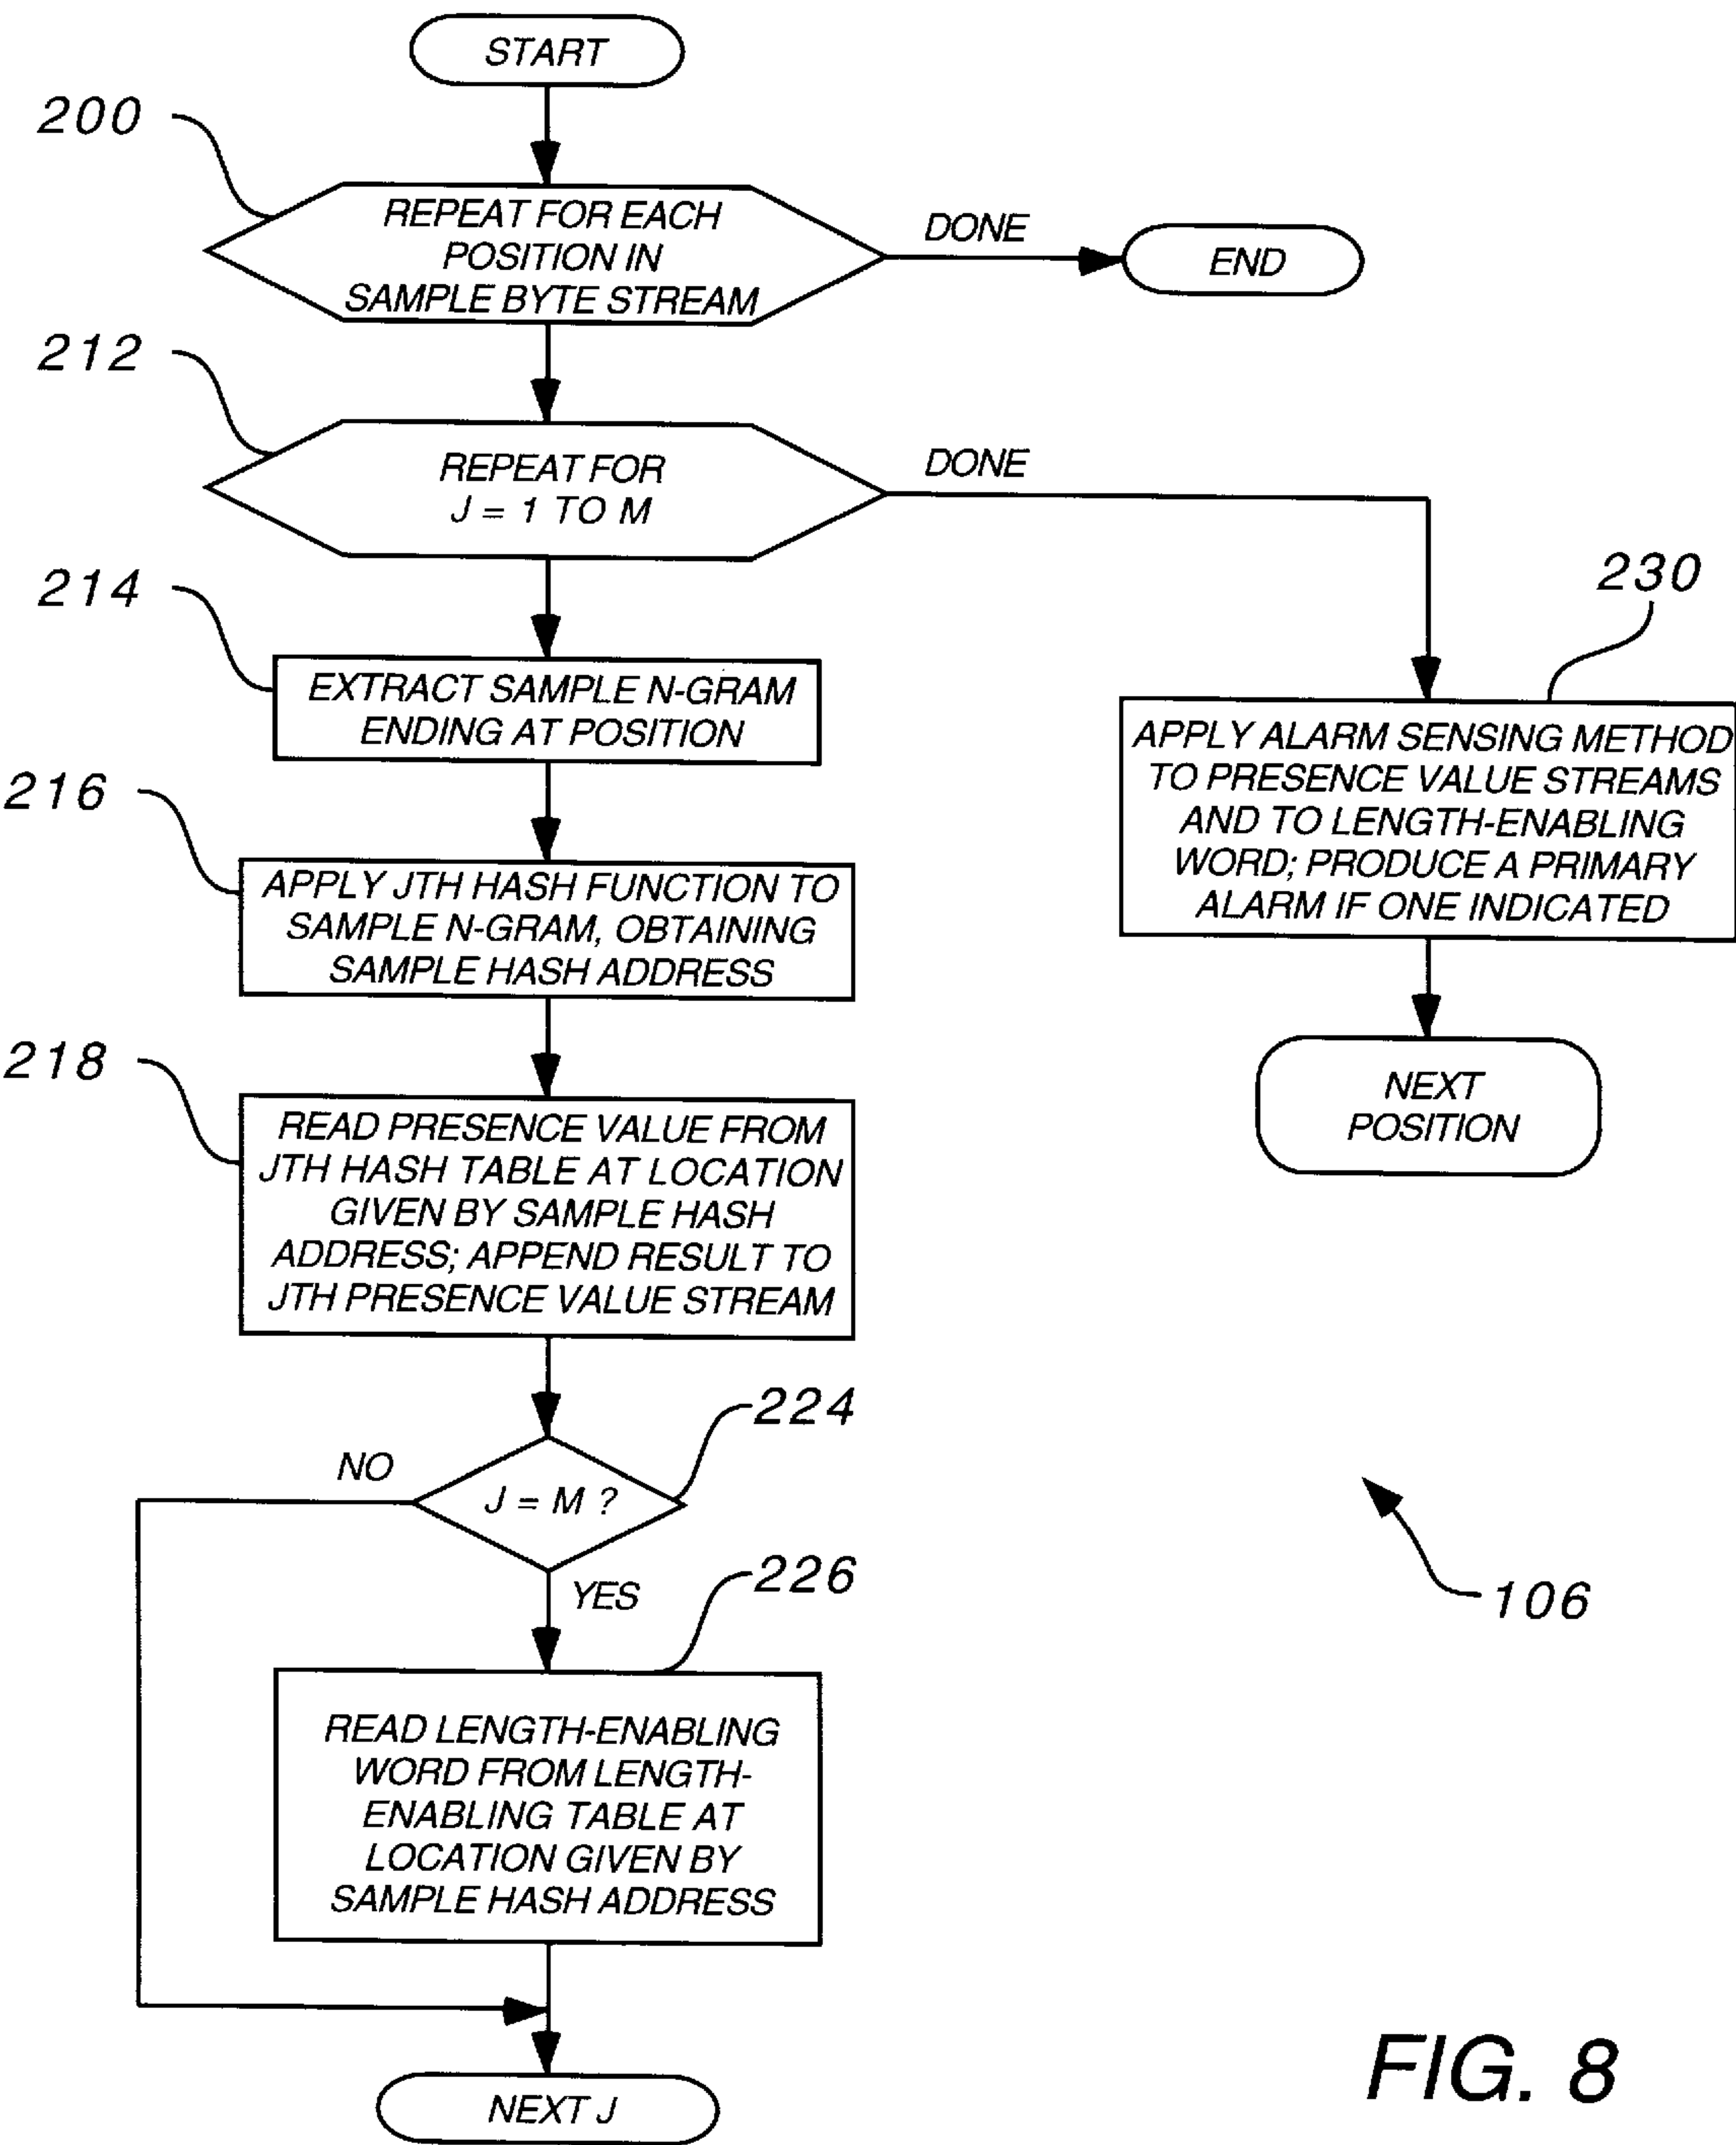 START
200
REPEAT FOR EACH
POSITION IN
SAMPLE BYTE STREAM
DONE
END
212
REPEAT FOR
J = 1 TO M
DONE
214
EXTRACT SAMPLE N-GRAM
ENDING AT POSITION
230
APPLY ALARM SENSING METHOD
TO PRESENCE VALUE STREAMS
AND TO LENGTH-ENABLING
WORD; PRODUCE A PRIMARY
ALARM IF ONE INDICATED
216
APPLY JTH HASH FUNCTION TO
SAMPLE N-GRAM, OBTAINING
SAMPLE HASH ADDRESS
NEXT
POSITION
218
READ PRESENCE VALUE FROM
JTH HASH TABLE AT LOCATION
GIVEN BY SAMPLE HASH
ADDRESS; APPEND RESULT TO
JTH PRESENCE VALUE STREAM
224
NO
J = M ?
YES
226
106
READ LENGTH-ENABLING
WORD FROM LENGTH-
ENABLING TABLE AT
LOCATION GIVEN BY
SAMPLE HASH ADDRESS
NEXT J
FIG. 8